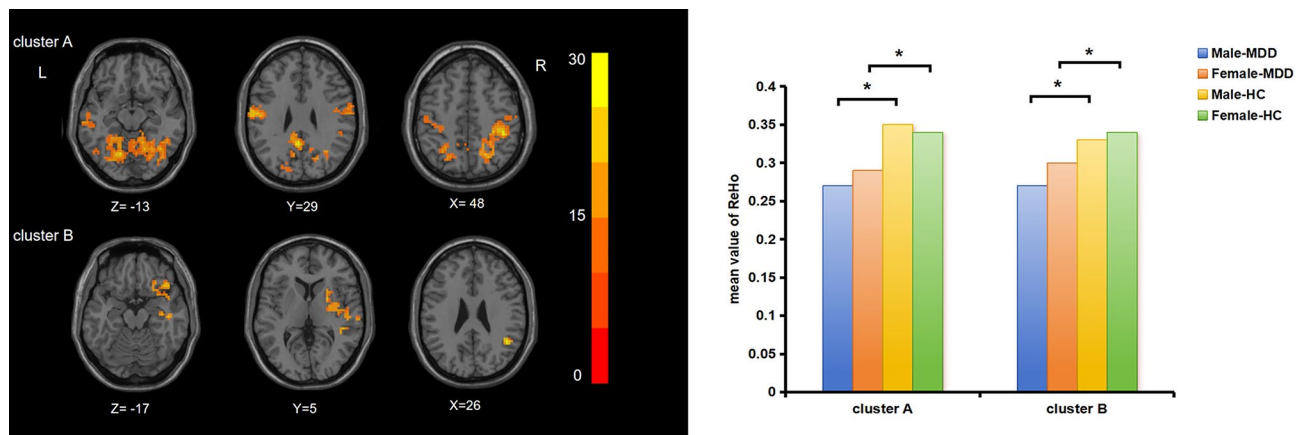 cluster A
L
R
Z= -13
Y=29
X= 48
cluster B
Z= -17
Y=5
X=26
30
15
0
*
*
*
*
Male-MDD
Female-MDD
Male-HC
Female-HC
mean value of ReHo
0.4
0.35
0.3
0.25
0.2
0.15
0.1
0.05
0
cluster A
cluster B